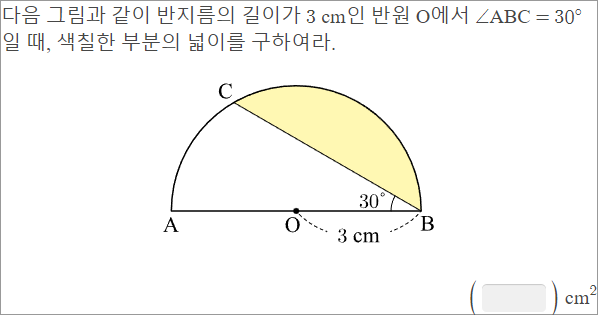 다음 그림과 같이 반지름의 길이가 3 cm인 반원 O에서 ∠ABC = 30°
일 때, 색칠한 부분의 넓이를 구하여라.
C
30°
A
O
B
3 cm
( ) cm²